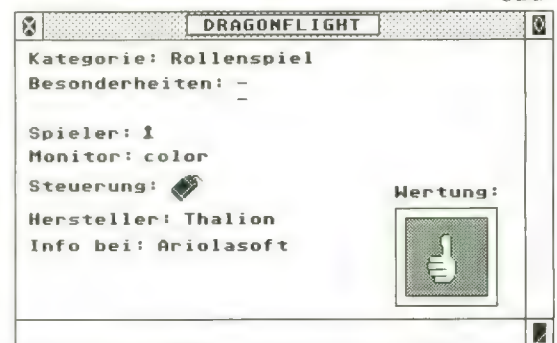 DRAGONFLIGHT
Kategorie: Rollenspiel
Besonderheiten: –
–
Spieler: 1
Monitor: color
Steuerung:
Wertung:
Hersteller: Thalion
Info bei: Ariolasoft